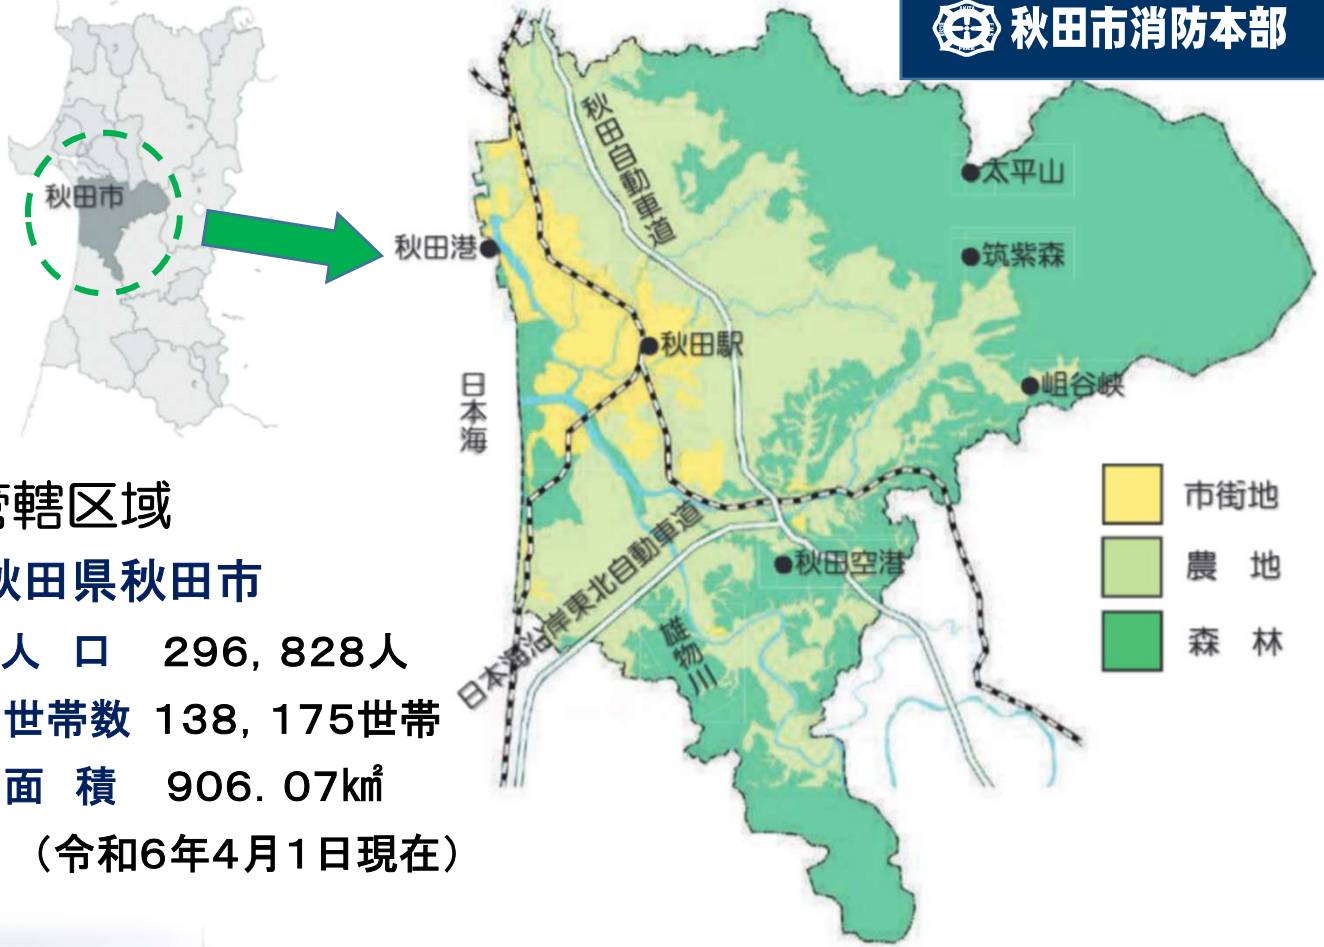 秋田市消防本部
秋田市
秋田自動車道
太平山
筑紫森
秋田港
秋田駅
岨谷峡
日本海
市街地
農　地
森　林
秋田空港
日本海沿岸東北自動車道
雄物川
管轄区域
秋田県秋田市
人　口　296,828人
世帯数 138,175世帯
面　積　906.07㎢
（令和6年4月1日現在）